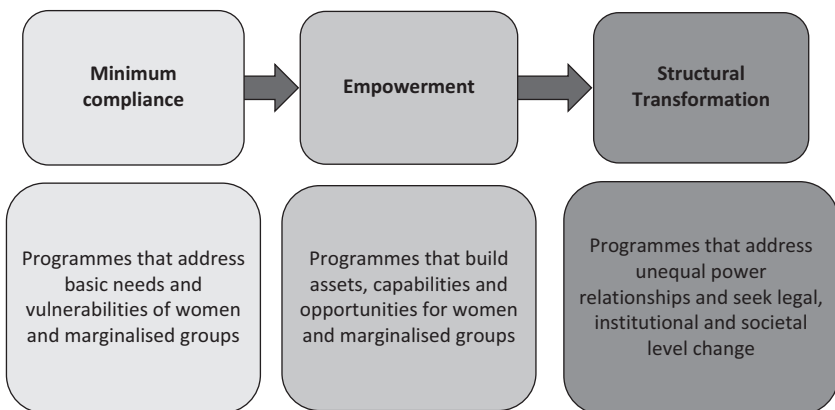 Minimum
compliance
Empowerment
Structural
Transformation
Programmes that address
basic needs and
vulnerabilities of women
and marginalised groups
Programmes that build
assets, capabilities and
opportunities for women
and marginalised groups
Programmes that address
unequal power
relationships and seek legal,
institutional and societal
level change